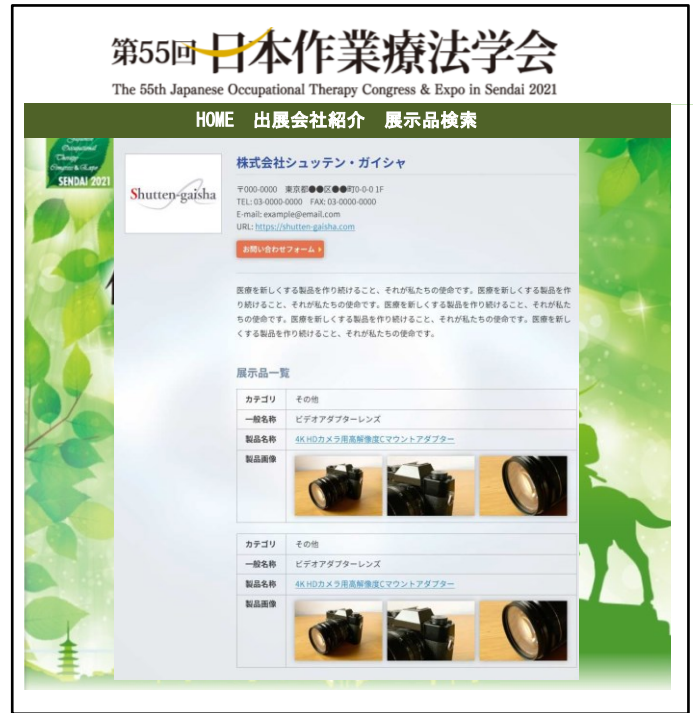 第55回 日本作業療法学会
The 55th Japanese Occupational Therapy Congress & Expo in Sendai 2021
HOME 出展会社紹介 展示品検索
Occupational
Therapy
Congress & Expo
SENDAI 2021
Shutten-gaisha
株式会社シュッテン・ガイシャ
〒000-0000 東京都●●区●●町0-0-0 1F
TEL: 03-0000-0000 FAX: 03-0000-0000
E-mail: example@email.com
URL: https://shutten-gaisha.com
お問い合わせフォーム ›
医療を新しくする製品を作り続けること、それが私たちの使命です。医療を新しくする製品を作
り続けること、それが私たちの使命です。医療を新しくする製品を作り続けること、それが私た
ちの使命です。医療を新しくする製品を作り続けること、それが私たちの使命です。医療を新し
くする製品を作り続けること、それが私たちの使命です。
展示品一覧
カテゴリ その他
一般名称 ビデオアダプターレンズ
製品名称 4K HDカメラ用高解像度Cマウントアダプター
製品画像
カテゴリ その他
一般名称 ビデオアダプターレンズ
製品名称 4K HDカメラ用高解像度Cマウントアダプター
製品画像